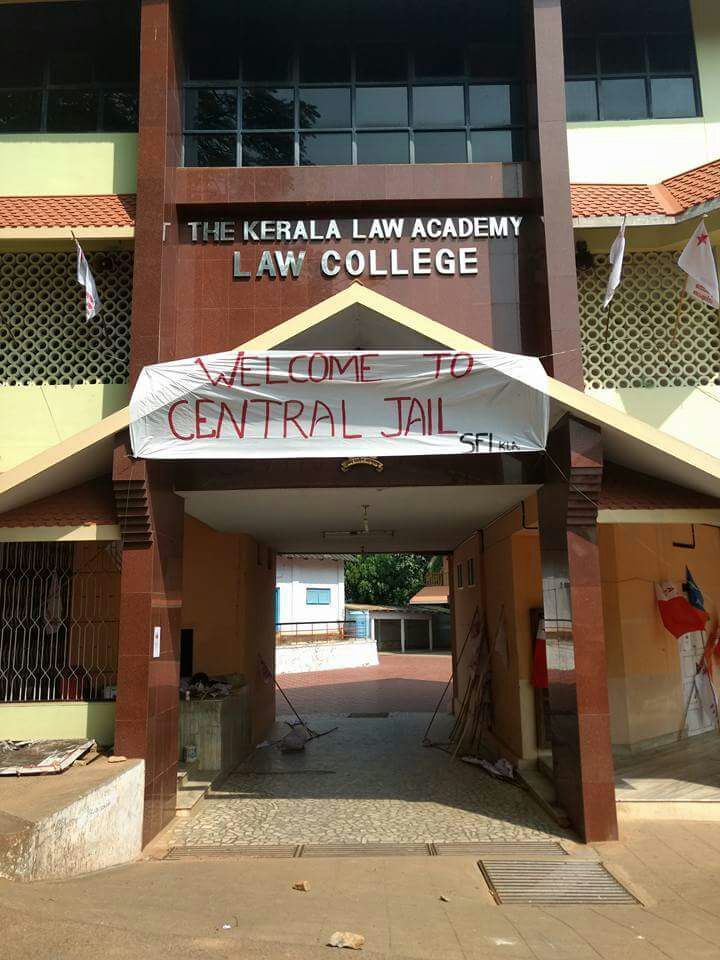 THE KERALA LAW ACADEMY
LAW COLLEGE
WELCOME TO
CENTRAL JAIL
SFI KLA